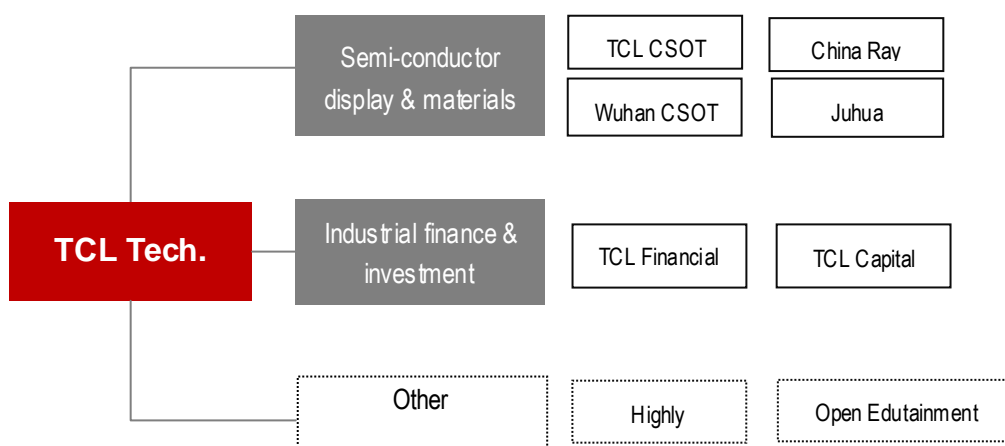 Semi-conductor
display & materials
TCL CSOT
China Ray
Wuhan CSOT
Juhua
TCL Tech.
Industrial finance &
investment
TCL Financial
TCL Capital
Other
Highly
Open Edutainment